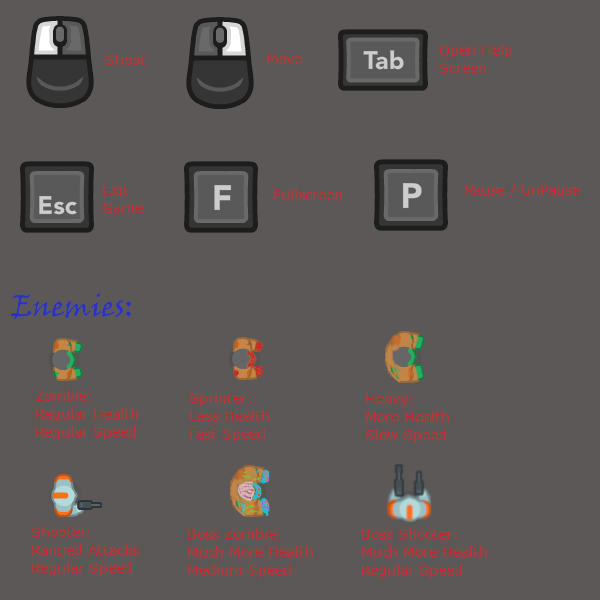 Shoot
Move
Tab
Open Help
Screen
Esc
Exit
Game
F
Fullscreen
P
Pause / UnPause
Enemies:
Zombie:
Regular Health
Regular Speed
Sprinter:
Less Health
Fast Speed
Heavy:
More Health
Slow Speed
Shooter:
Ranged Attacks
Regular Speed
Boss Zombie:
Much More Health
Medium Speed
Boss Shooter:
Much More Health
Regular Speed